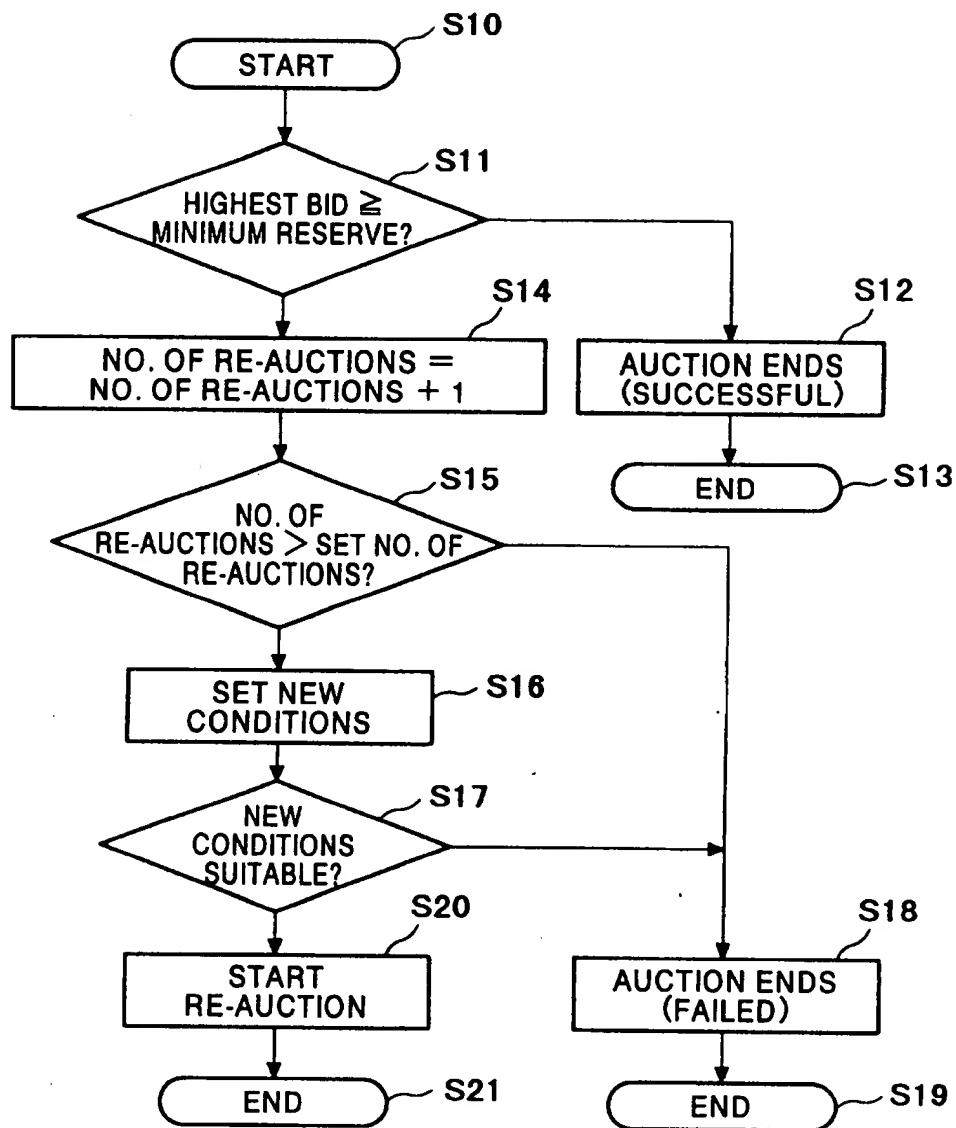 S10
START
S11
HIGHEST BID ≧
MINIMUM RESERVE?
S14
NO. OF RE-AUCTIONS =
NO. OF RE-AUCTIONS + 1
S12
AUCTION ENDS
(SUCCESSFUL)
END
S13
S15
NO. OF
RE-AUCTIONS > SET NO. OF
RE-AUCTIONS?
SET NEW
CONDITIONS
S16
S17
NEW
CONDITIONS
SUITABLE?
S20
START
RE-AUCTION
S18
AUCTION ENDS
(FAILED)
END
S21
END
S19